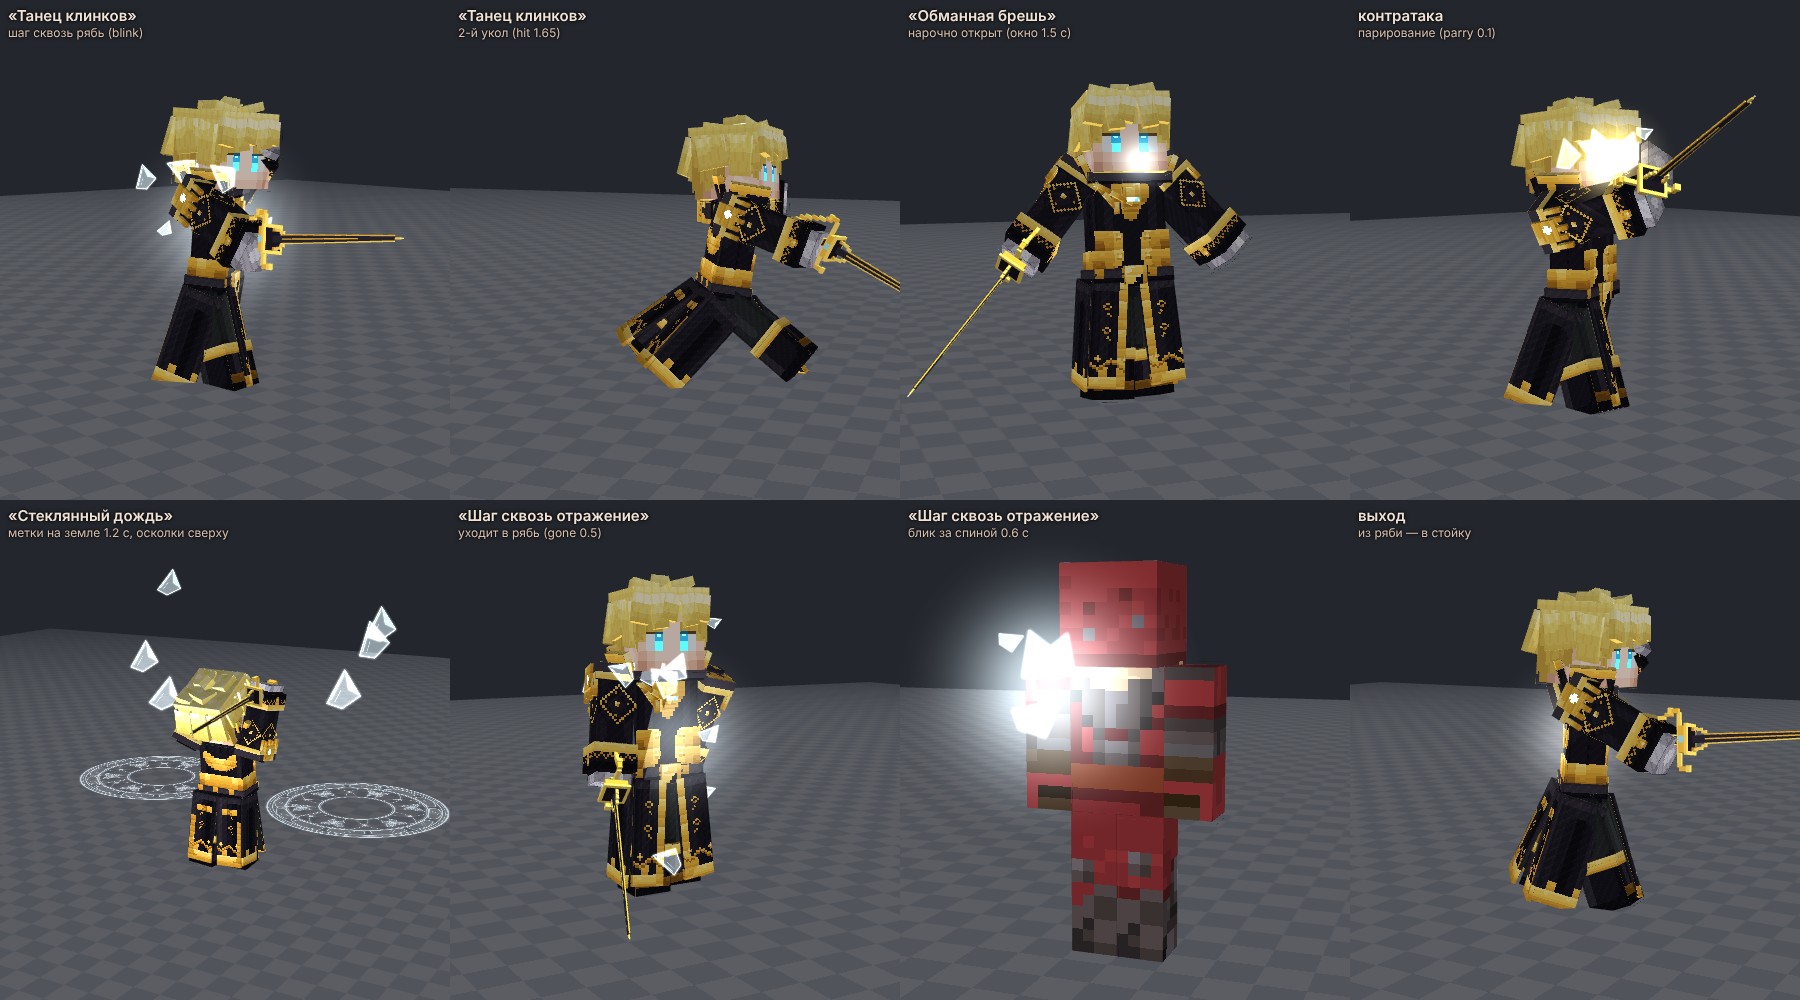 «Танец клинков»
шаг сквозь рябь (blink)
«Танец клинков»
2-й укол (hit 1.65)
«Обманная брешь»
нарочно открыт (окно 1.5 с)
контратака
парирование (parry 0.1)
«Стеклянный дождь»
метки на земле 1.2 с, осколки сверху
«Шаг сквозь отражение»
уходит в рябь (gone 0.5)
«Шаг сквозь отражение»
блик за спиной 0.6 с
выход
из ряби — в стойку